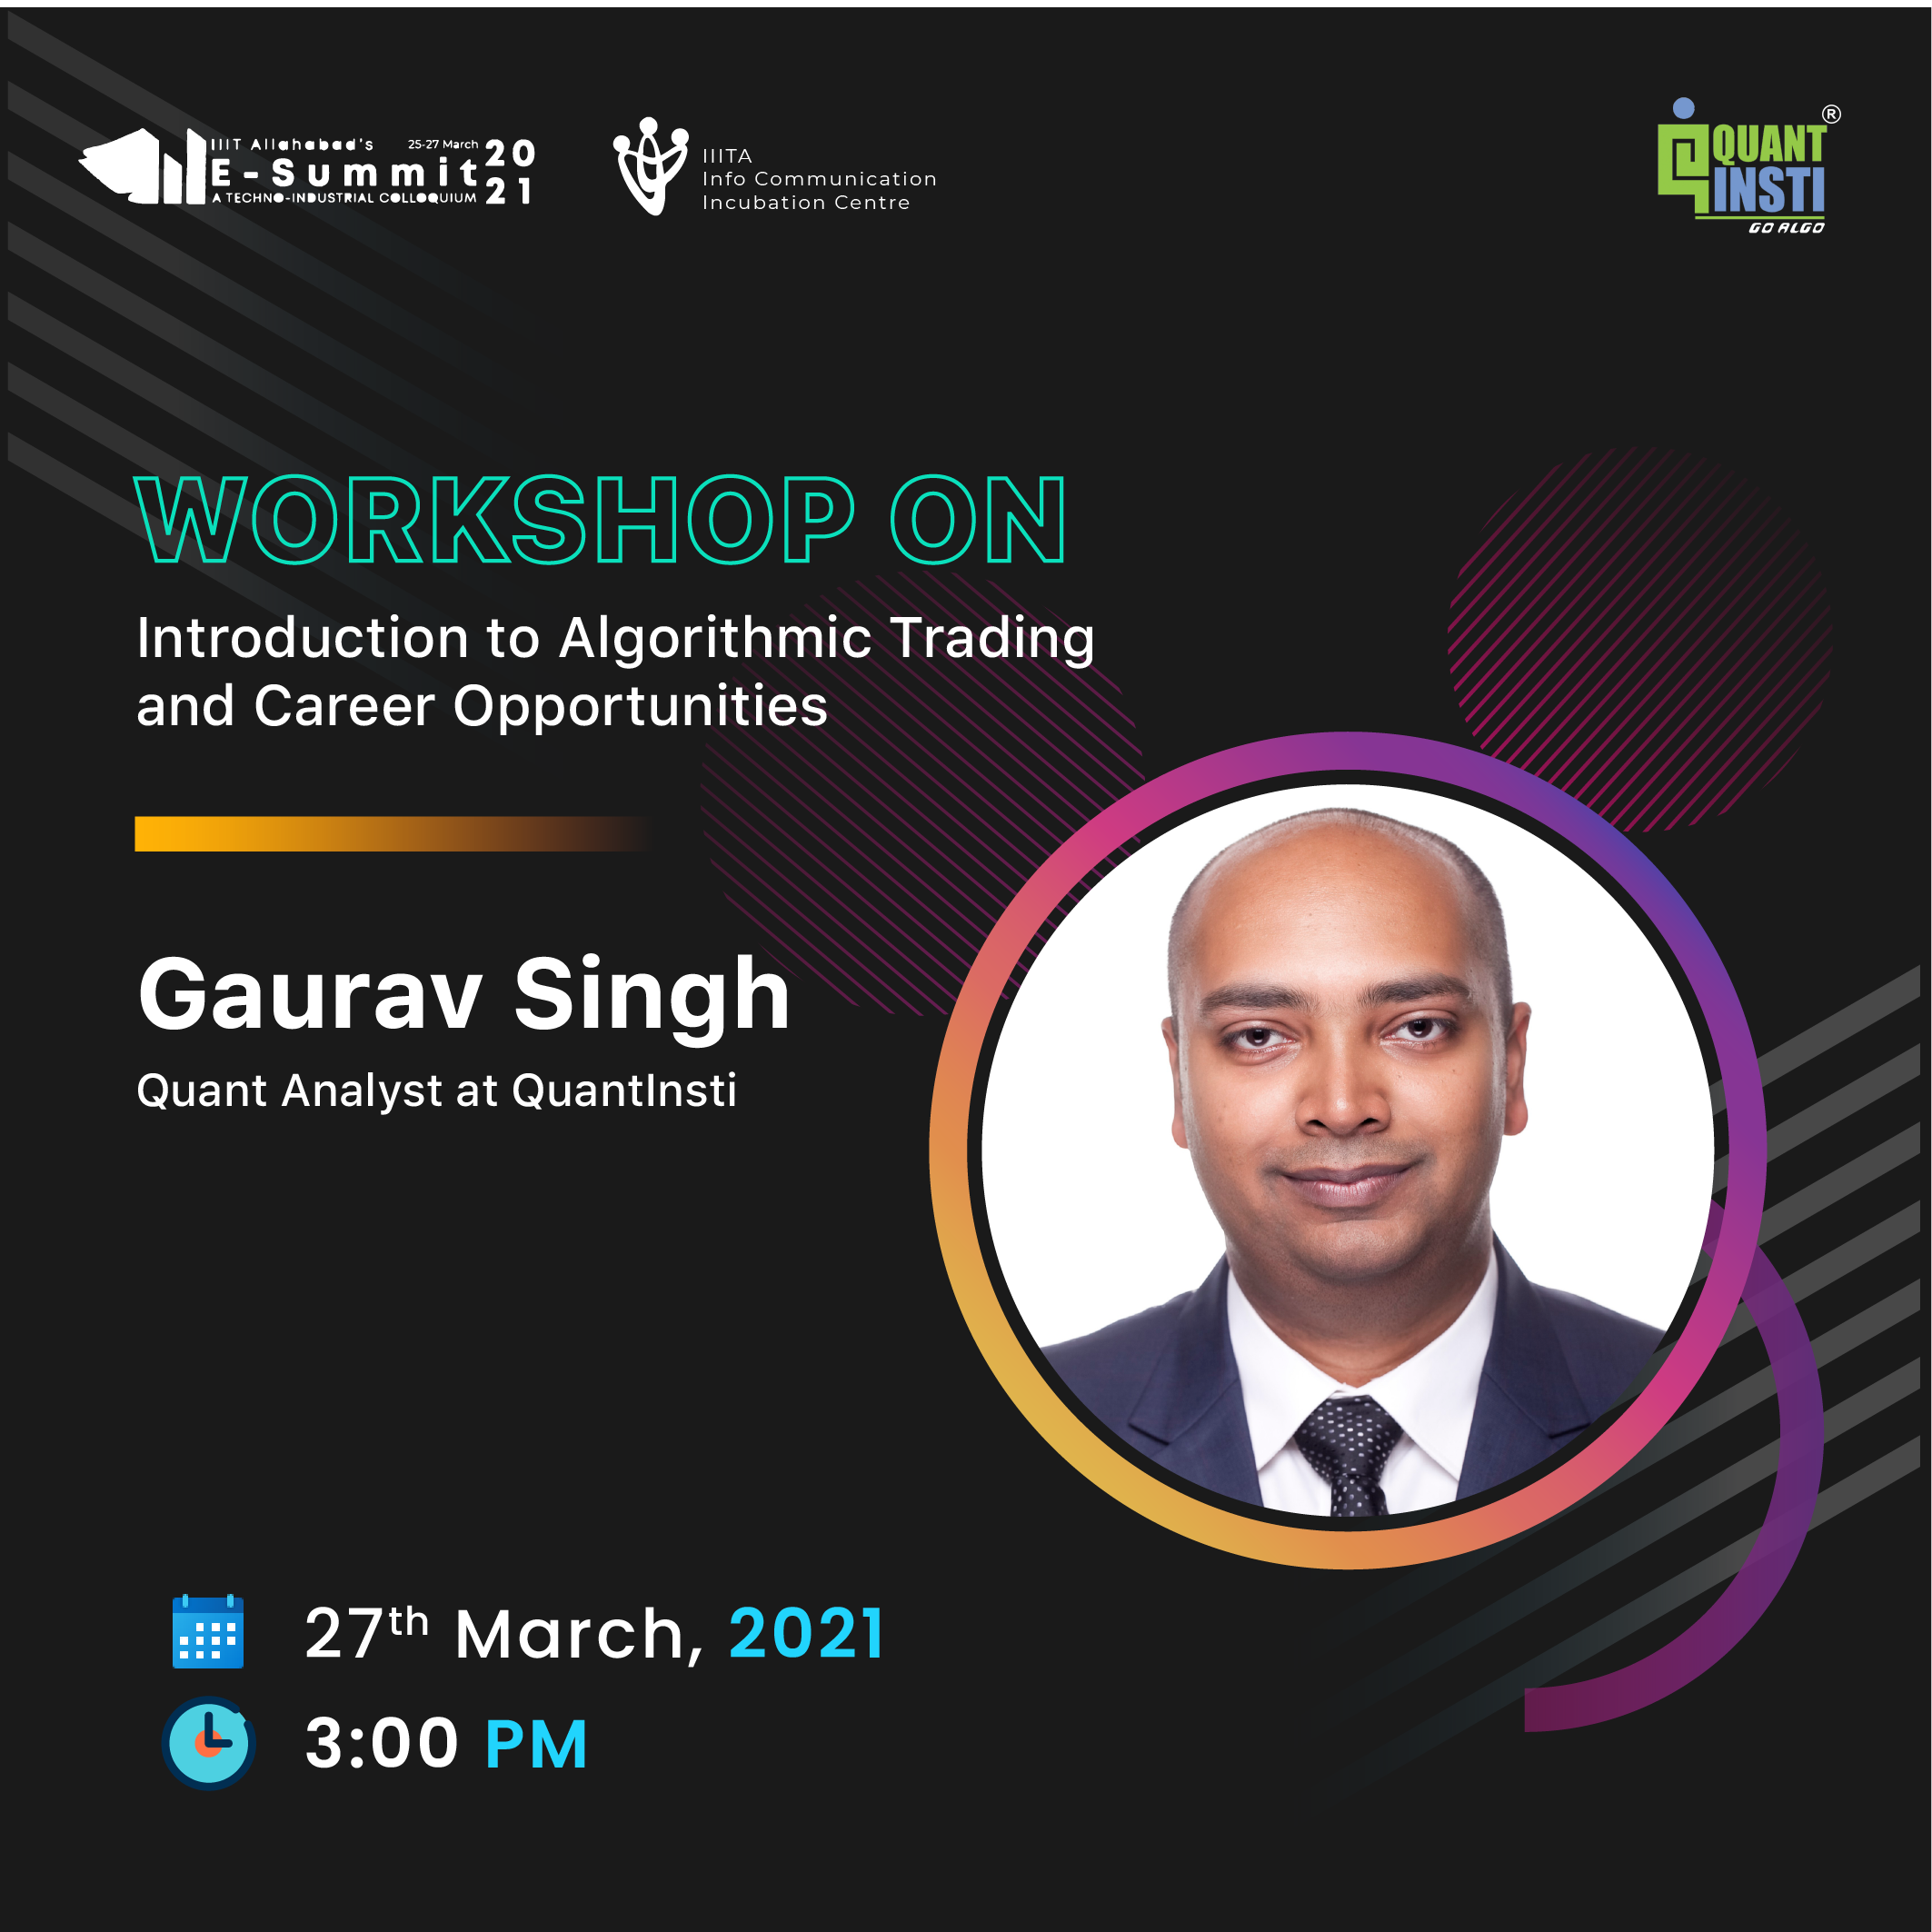 IIIT Allahabad's 25-27 March
E-Summit 2021
A TECHNO-INDUSTRIAL COLLOQUIUM
IIITA
Info Communication
Incubation Centre
QUANT ®
INSTI
GO ALGO
WORKSHOP ON
Introduction to Algorithmic Trading
and Career Opportunities
Gaurav Singh
Quant Analyst at QuantInsti
27th March, 2021
3:00 PM